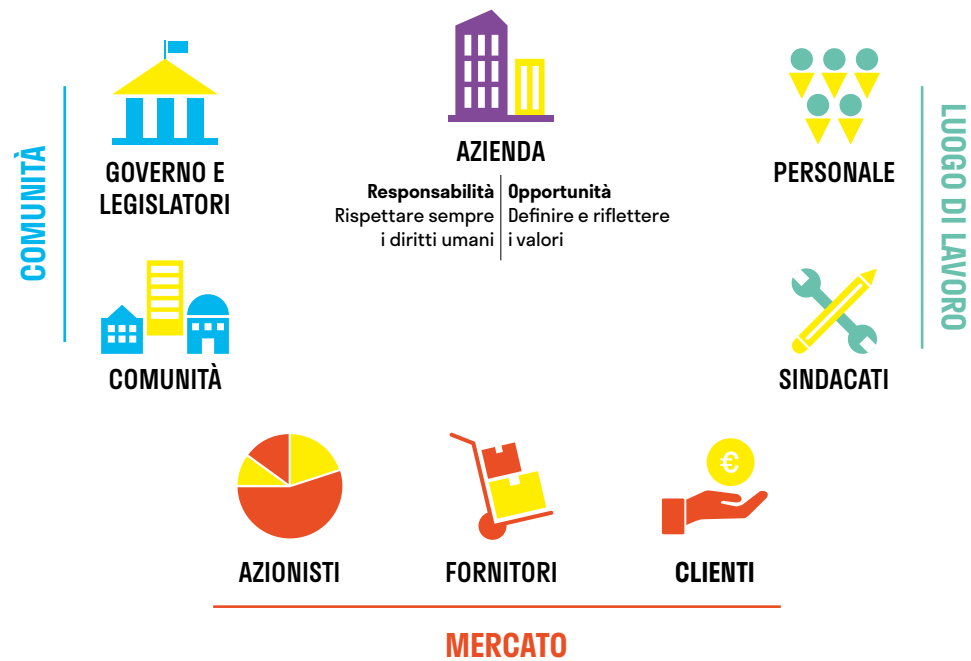 COMUNITÀ
GOVERNO E
LEGISLATORI
COMUNITÀ
AZIENDA
Responsabilità
Rispettare sempre
i diritti umani
Opportunità
Definire e riflettere
i valori
PERSONALE
SINDACATI
LUOGO DI LAVORO
AZIONISTI
FORNITORI
€
CLIENTI
MERCATO